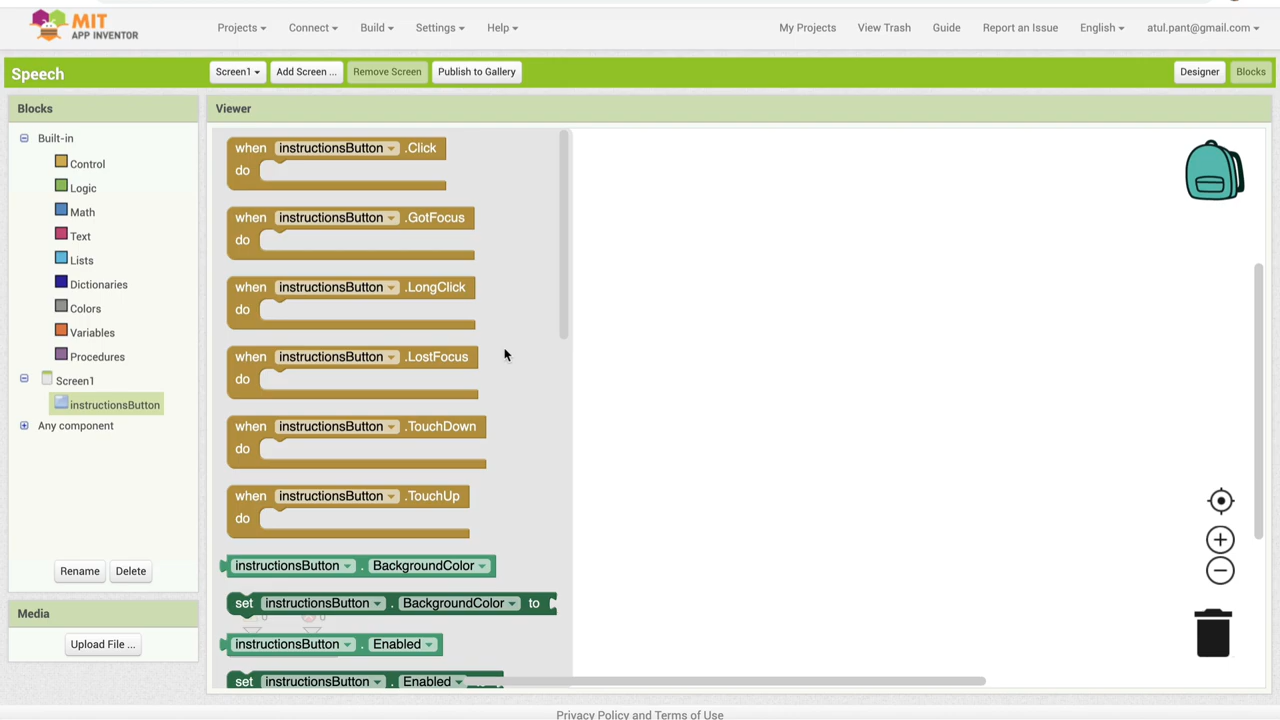 MIT
APP INVENTOR
Projects Connect Build Settings Help My Projects View Trash Guide Report an Issue English atul.pant@gmail.com
Speech Screen1 Add Screen ... Remove Screen Publish to Gallery Designer Blocks
Blocks
Built-in
Control
Logic
Math
Text
Lists
Dictionaries
Colors
Variables
Procedures
Screen1
instructionsButton
Any component
Rename Delete
Media
Upload File ...
Viewer
when instructionsButton .Click
do
when instructionsButton .GotFocus
do
when instructionsButton .LongClick
do
when instructionsButton .LostFocus
do
when instructionsButton .TouchDown
do
when instructionsButton .TouchUp
do
instructionsButton . BackgroundColor
set instructionsButton . BackgroundColor to
0 0
instructionsButton . Enabled
set instructionsButton . Enabled
Privacy Policy and Terms of Use